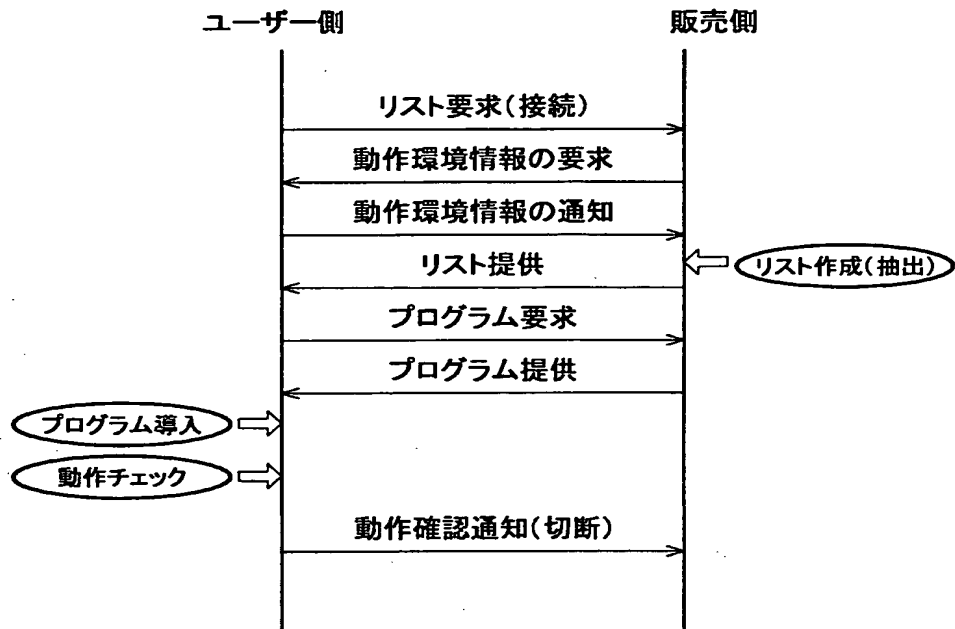 ユーザー側
販売側
リスト要求(接続)
動作環境情報の要求
動作環境情報の通知
リスト提供
リスト作成(抽出)
プログラム要求
プログラム提供
プログラム導入
動作チェック
動作確認通知(切断)